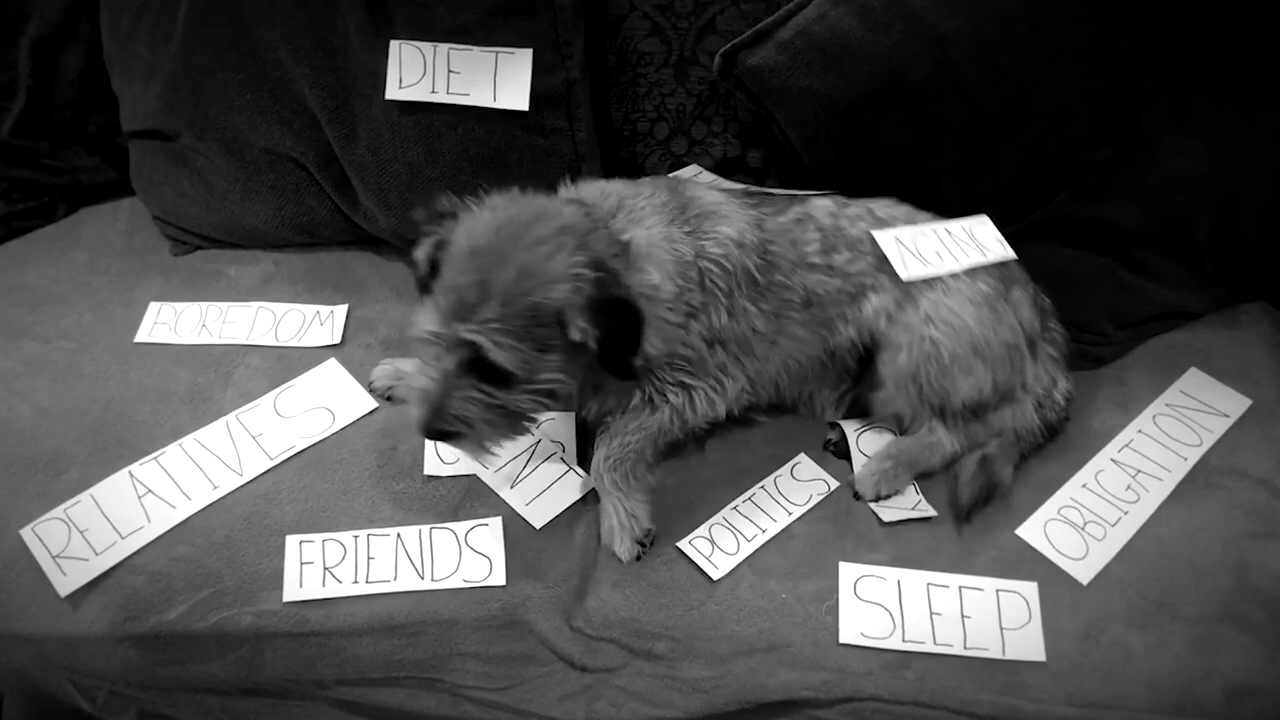 DIET
AGING
BOREDOM
RELATIVES
OBLIGATION
POLITICS
FRIENDS
SLEEP